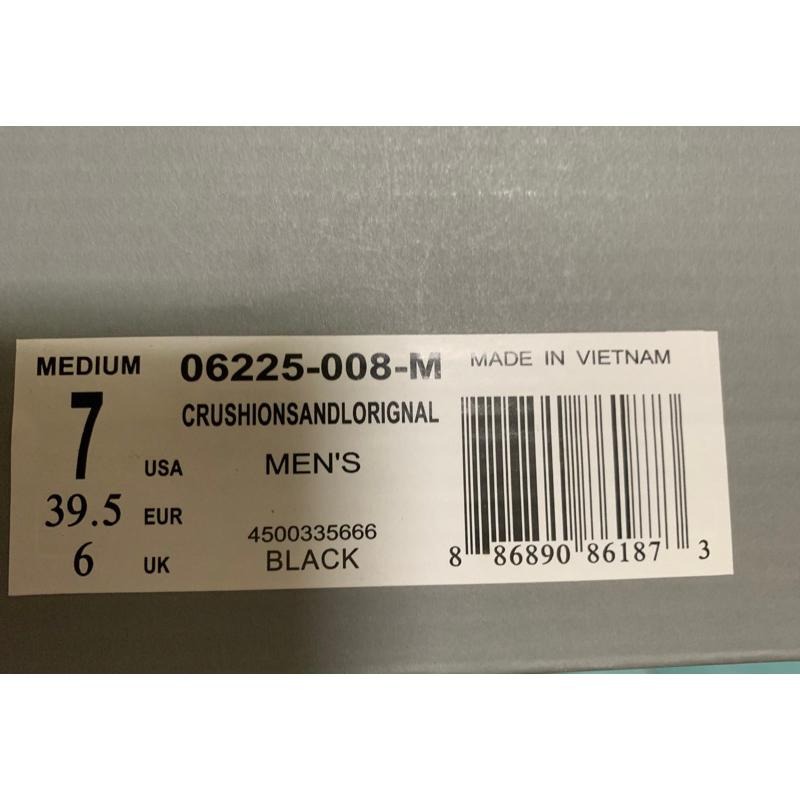 MEDIUM 06225-008-M MADE IN VIETNAM
CRUSHIONSANDLORIGNAL
7 USA MEN'S
39.5 EUR
4500335666
6 UK BLACK
8 86890 86187 3